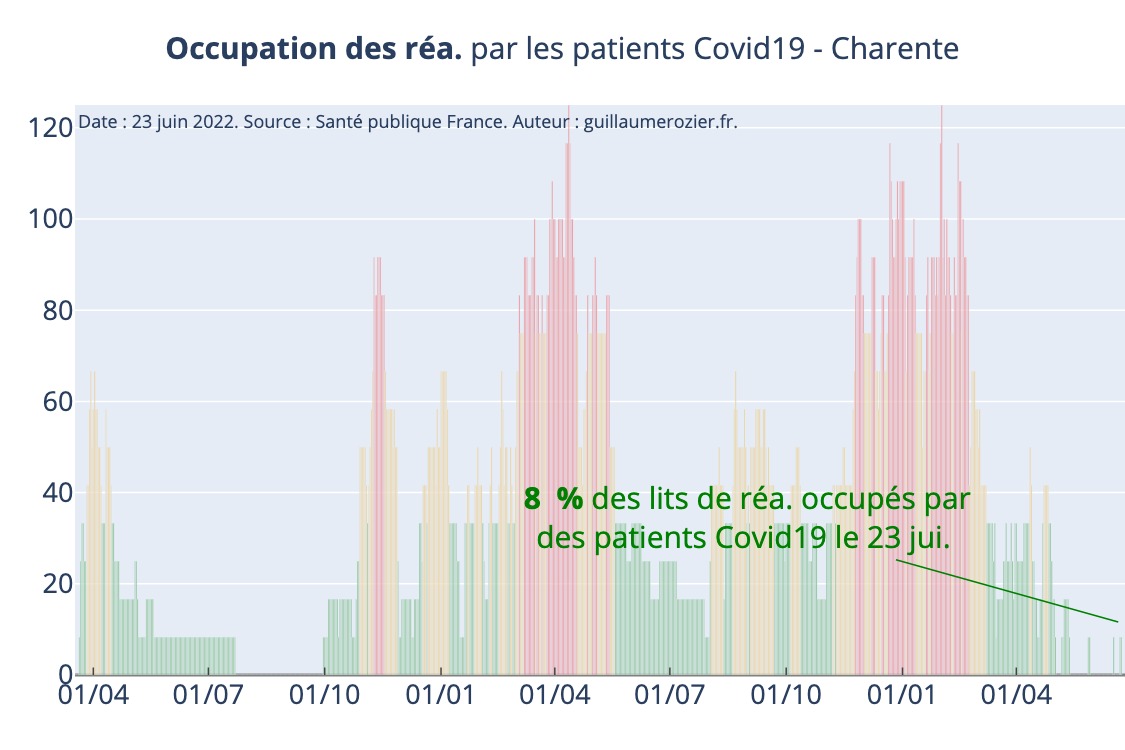 Occupation des réa. par les patients Covid19 - Charente
Date : 23 juin 2022. Source : Santé publique France. Auteur : guillaumerozier.fr.
120
100
80
60
40
20
0
8 % des lits de réa. occupés par
des patients Covid19 le 23 jui.
01/04 01/07 01/10 01/01 01/04 01/07 01/10 01/01 01/04